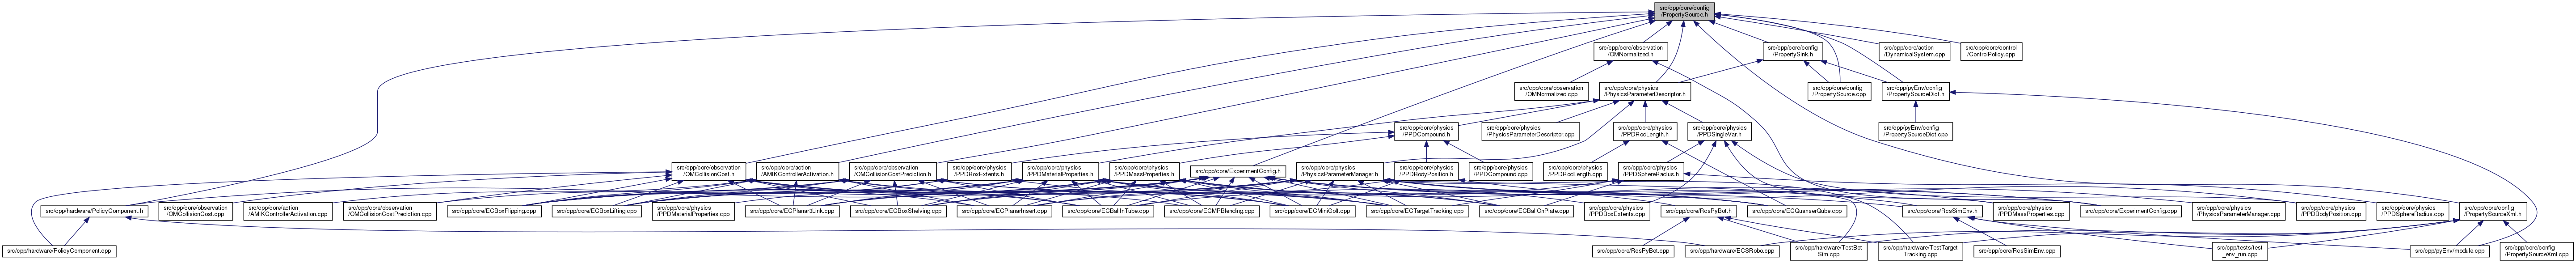 src/cpp/core/config
/PropertySource.h
src/cpp/core/observation
/OMNormalized.h
src/cpp/core/config
/PropertySink.h
src/cpp/core/action
/DynamicalSystem.cpp
src/cpp/core/control
/ControlPolicy.cpp
src/cpp/core/observation
/OMNormalized.cpp
src/cpp/core/physics
/PhysicsParameterDescriptor.h
src/cpp/core/config
/PropertySource.cpp
src/cpp/pyEnv/config
/PropertySourceDict.h
src/cpp/core/physics
/PPDCompound.h
src/cpp/core/physics
/PhysicsParameterDescriptor.cpp
src/cpp/core/physics
/PPDRodLength.h
src/cpp/core/physics
/PPDSingleVar.h
src/cpp/pyEnv/config
/PropertySourceDict.cpp
src/cpp/core/observation
/OMCollisionCost.h
src/cpp/core/action
/AMIKControllerActivation.h
src/cpp/core/observation
/OMCollisionCostPrediction.h
src/cpp/core/physics
/PPDBoxExtents.h
src/cpp/core/physics
/PPDMaterialProperties.h
src/cpp/core/physics
/PPDMassProperties.h
src/cpp/core/ExperimentConfig.h
src/cpp/core/physics
/PhysicsParameterManager.h
src/cpp/core/physics
/PPDBodyPosition.h
src/cpp/core/physics
/PPDCompound.cpp
src/cpp/core/physics
/PPDRodLength.cpp
src/cpp/core/physics
/PPDSphereRadius.h
src/cpp/hardware/PolicyComponent.h
src/cpp/core/observation
/OMCollisionCost.cpp
src/cpp/core/action
/AMIKControllerActivation.cpp
src/cpp/core/observation
/OMCollisionCostPrediction.cpp
src/cpp/core/ECBoxFlipping.cpp
src/cpp/core/ECBoxLifting.cpp
src/cpp/core/physics
/PPDMaterialProperties.cpp
src/cpp/core/ECPlanar3Link.cpp
src/cpp/core/ECBoxShelving.cpp
src/cpp/core/ECPlanarInsert.cpp
src/cpp/core/ECBallInTube.cpp
src/cpp/core/ECMPBlending.cpp
src/cpp/core/ECMiniGolf.cpp
src/cpp/core/ECTargetTracking.cpp
src/cpp/core/ECBallOnPlate.cpp
src/cpp/core/physics
/PPDBoxExtents.cpp
src/cpp/core/RcsPyBot.h
src/cpp/core/ECQuanserQube.cpp
src/cpp/core/RcsSimEnv.h
src/cpp/core/physics
/PPDMassProperties.cpp
src/cpp/core/ExperimentConfig.cpp
src/cpp/core/physics
/PhysicsParameterManager.cpp
src/cpp/core/physics
/PPDBodyPosition.cpp
src/cpp/core/physics
/PPDSphereRadius.cpp
src/cpp/core/config
/PropertySourceXml.h
src/cpp/hardware/PolicyComponent.cpp
src/cpp/core/RcsPyBot.cpp
src/cpp/hardware/ECSRobo.cpp
src/cpp/hardware/TestBot
Sim.cpp
src/cpp/hardware/TestTarget
Tracking.cpp
src/cpp/core/RcsSimEnv.cpp
src/cpp/tests/test
_env_run.cpp
src/cpp/pyEnv/module.cpp
src/cpp/core/config
/PropertySourceXml.cpp